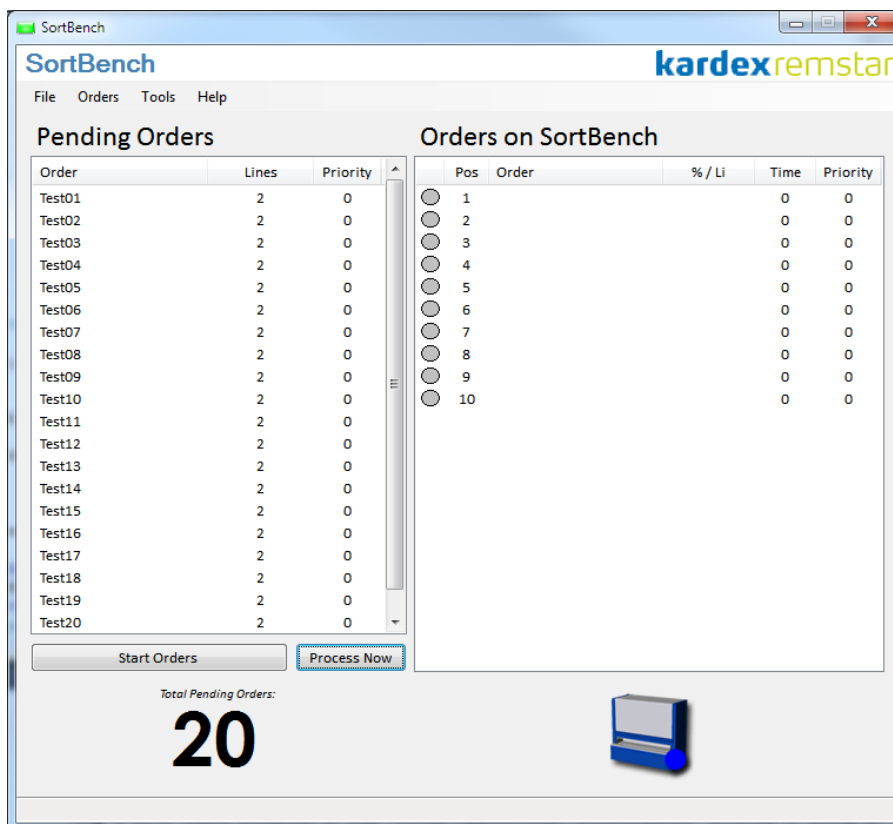 SortBench
SortBench
kardexremstar
File Orders Tools Help
Pending Orders
Order Lines Priority
Test01 2 0
Test02 2 0
Test03 2 0
Test04 2 0
Test05 2 0
Test06 2 0
Test07 2 0
Test08 2 0
Test09 2 0
Test10 2 0
Test11 2 0
Test12 2 0
Test13 2 0
Test14 2 0
Test15 2 0
Test16 2 0
Test17 2 0
Test18 2 0
Test19 2 0
Test20 2 0
Start Orders Process Now
Total Pending Orders:
20
Orders on SortBench
Pos Order % / Li Time Priority
1 0 0
2 0 0
3 0 0
4 0 0
5 0 0
6 0 0
7 0 0
8 0 0
9 0 0
10 0 0